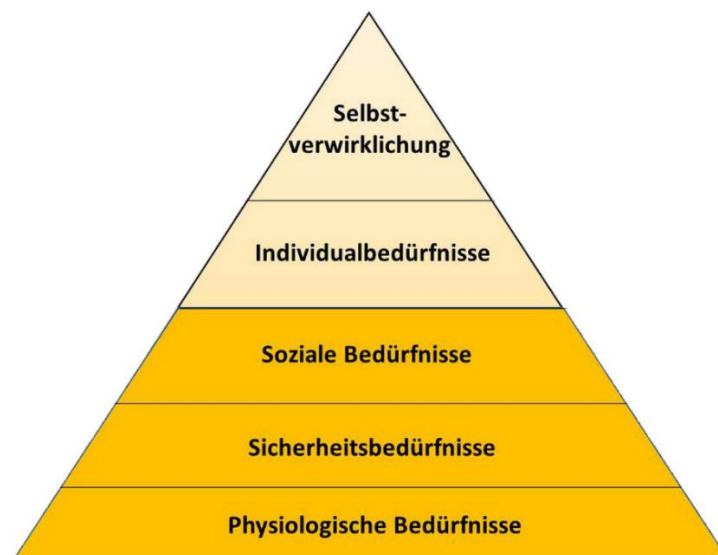 Selbst-
verwirklichung
Individualbedürfnisse
Soziale Bedürfnisse
Sicherheitsbedürfnisse
Physiologische Bedürfnisse